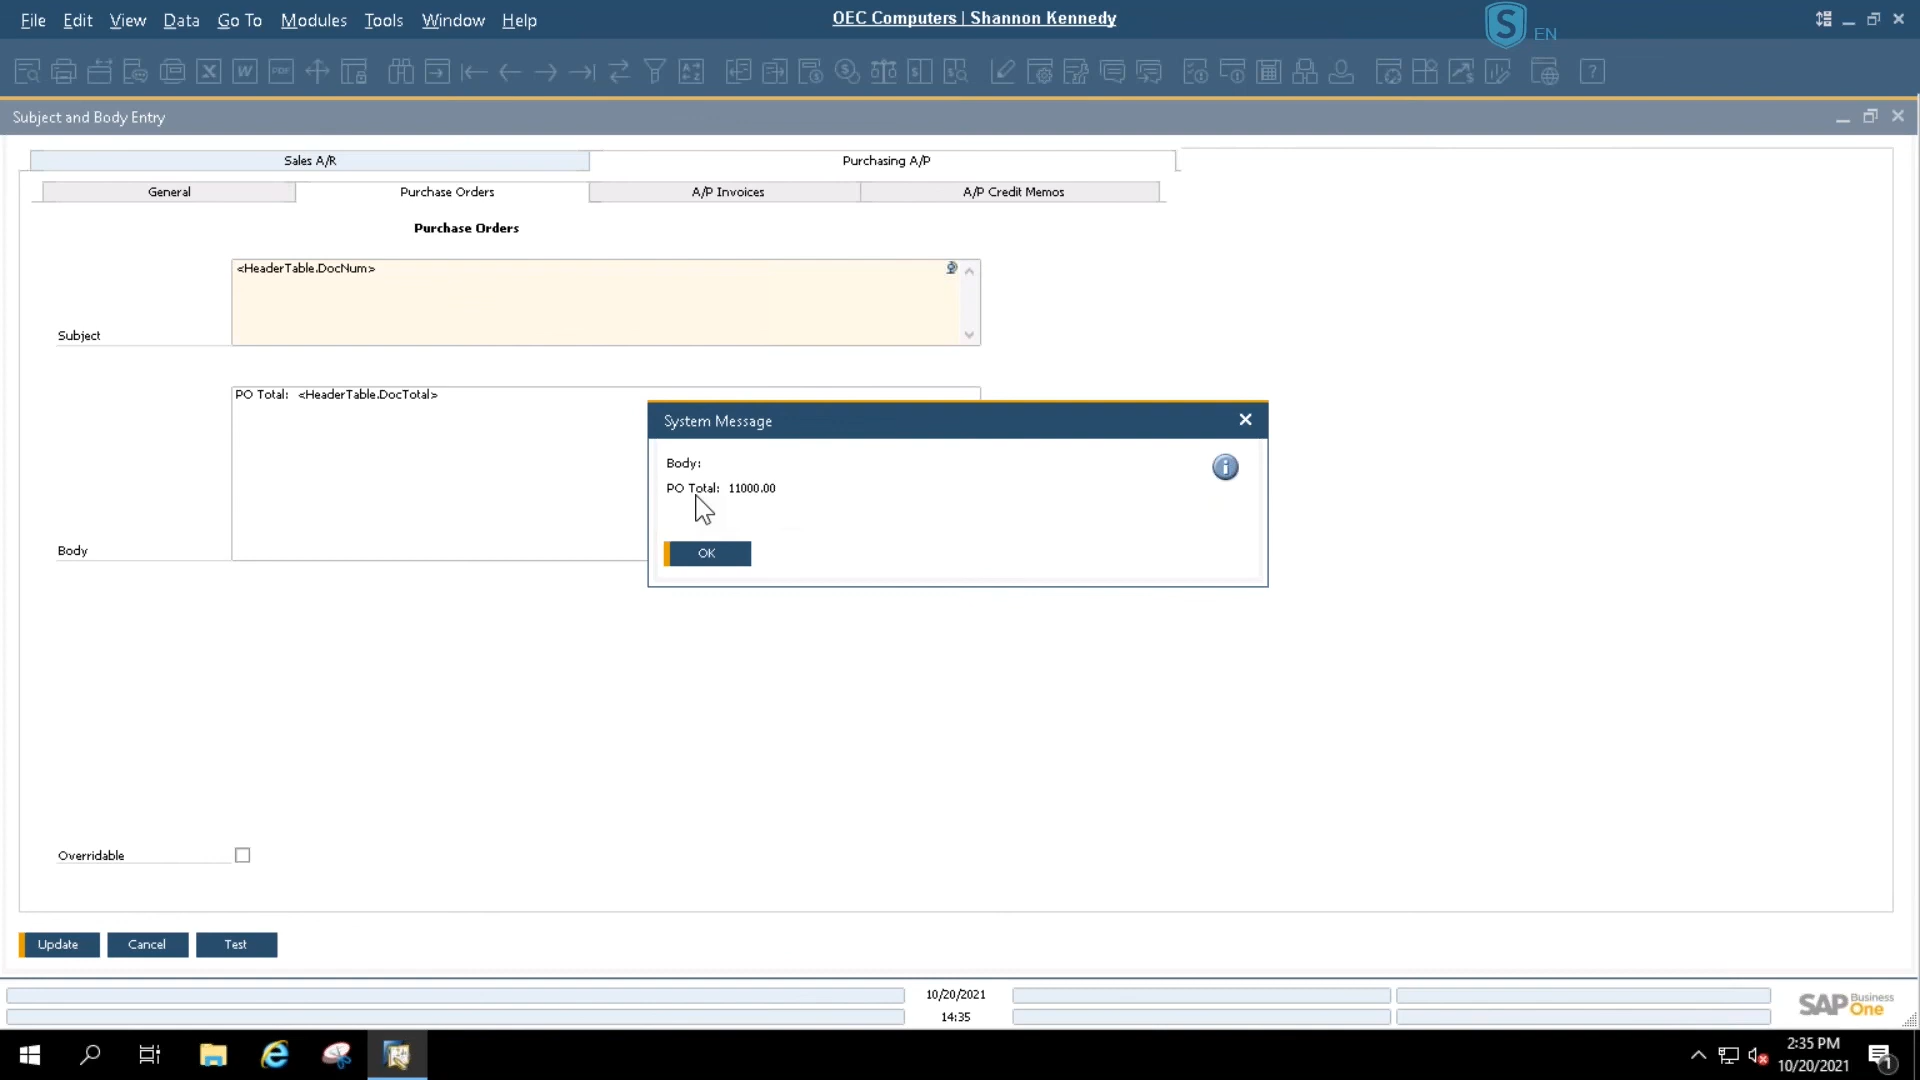 File Edit View Data Go To Modules Tools Window Help
OEC Computers | Shannon Kennedy
S EN
Subject and Body Entry
Sales A/R Purchasing A/P
General Purchase Orders A/P Invoices A/P Credit Memos
Purchase Orders
<HeaderTable.DocNum>
Subject
PO Total: <HeaderTable.DocTotal>
Body
System Message
Body:
PO Total: 11000.00
OK
Overridable
Update Cancel Test
10/20/2021
14:35
SAP Business One
2:35 PM
10/20/2021
1